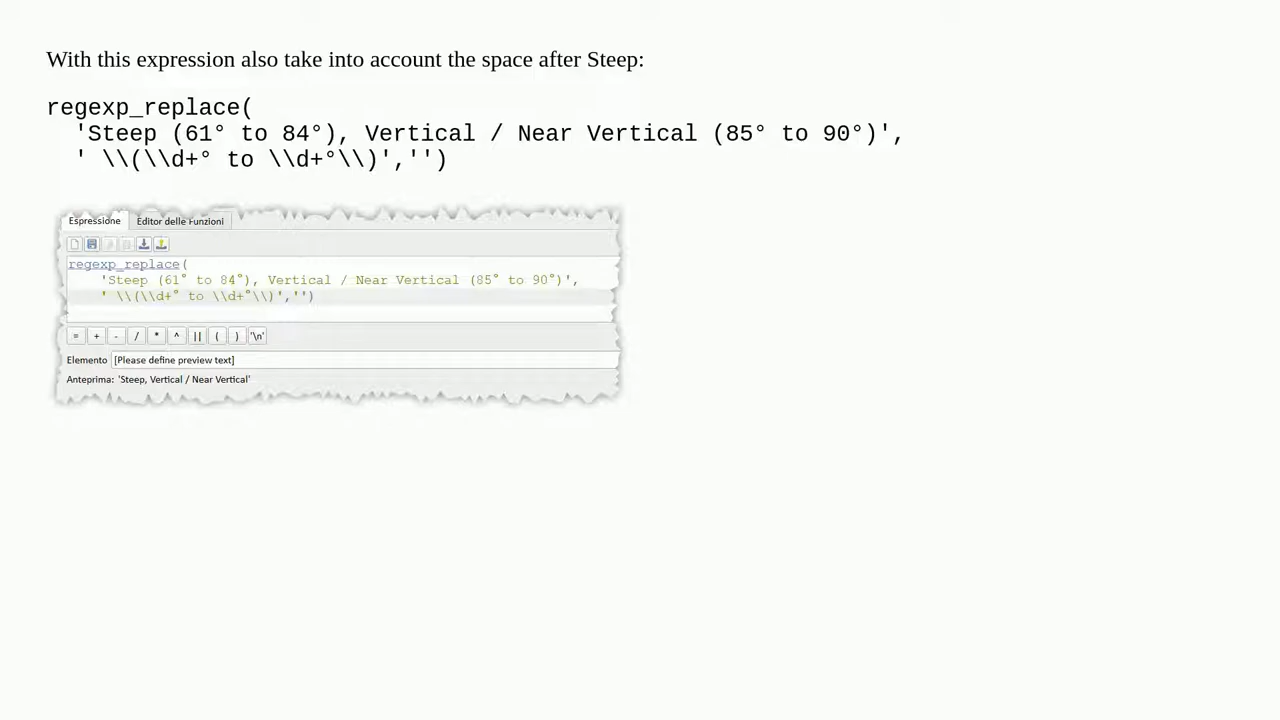 With this expression also take into account the space after Steep:
regexp_replace(
'Steep (61° to 84°), Vertical / Near Vertical (85° to 90°)',
' \\(\\d+° to \\d+°\\)','')
Espressione Editor delle Funzioni
regexp_replace(
'Steep (61° to 84°), Vertical / Near Vertical (85° to 90°)',
' \\(\\d+° to \\d+°\\)','')
= + - / * ^ || ( ) '\n'
Elemento [Please define preview text]
Anteprima: 'Steep, Vertical / Near Vertical'